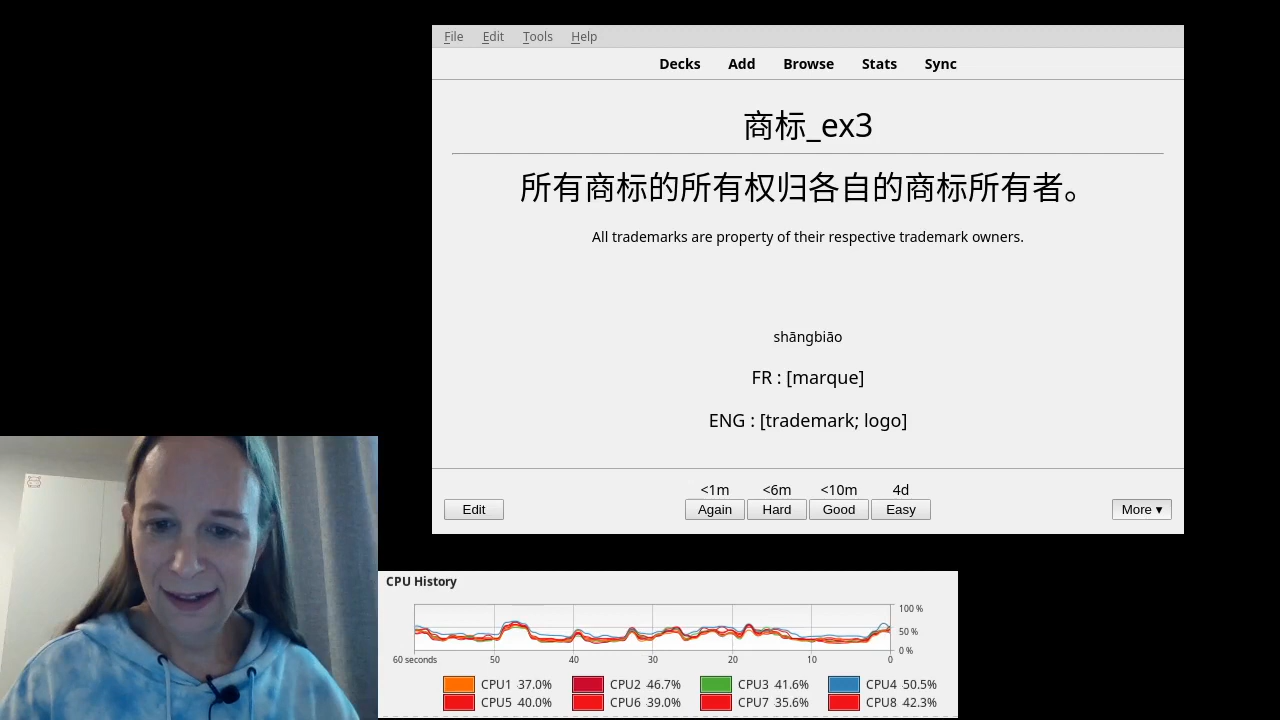 File Edit Tools Help
Decks Add Browse Stats Sync
商标_ex3
所有商标的所有权归各自的商标所有者。
All trademarks are property of their respective trademark owners.
shāngbiāo
FR : [marque]
ENG : [trademark; logo]
<1m <6m <10m 4d
Edit Again Hard Good Easy More ▾
CPU History
100 %
50 %
0 %
60 seconds 50 40 30 20 10 0
CPU1 37.0% CPU2 46.7% CPU3 41.6% CPU4 50.5%
CPU5 40.0% CPU6 39.0% CPU7 35.6% CPU8 42.3%